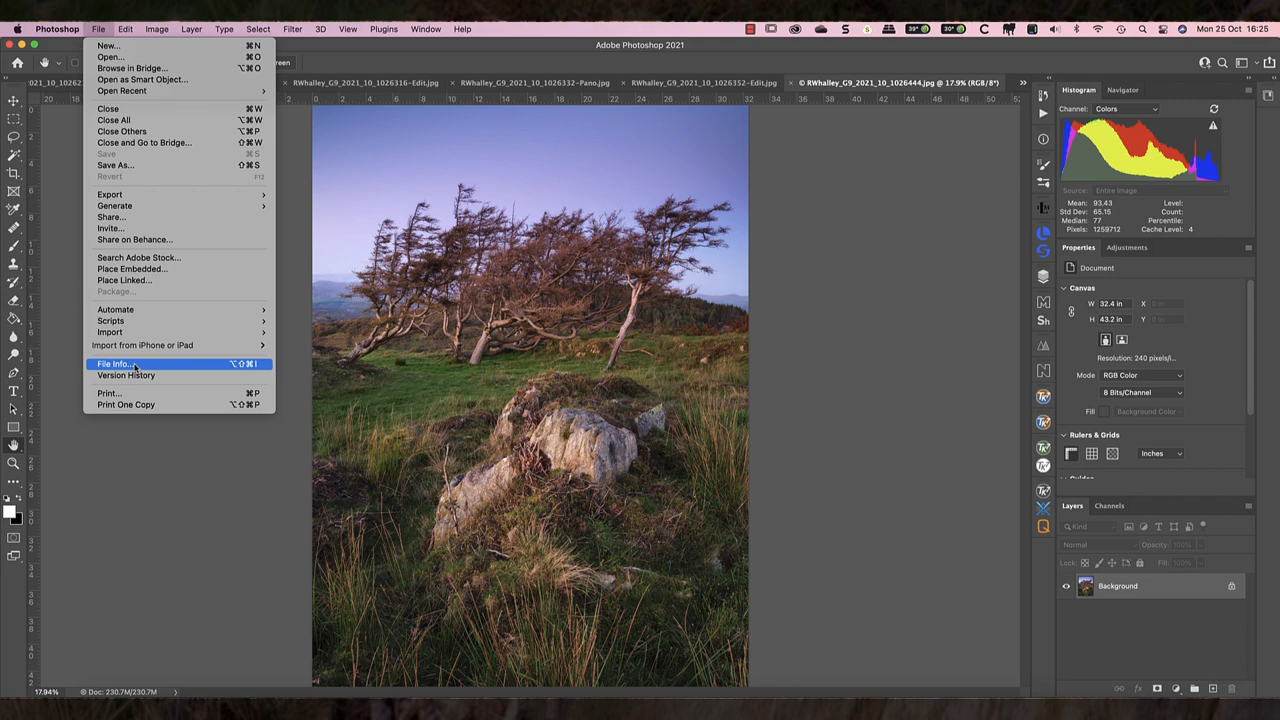 Photoshop File Edit Image Layer Type Select Filter 3D View Plugins Window Help 39° 30° Mon 25 Oct 16:25
Adobe Photoshop 2021
RWhalley_G9_2021_10_1026316-Edit.jpg × RWhalley_G9_2021_10_1026332-Pano.jpg × RWhalley_G9_2021_10_1026352-Edit.jpg × © RWhalley_G9_2021_10_1026444.jpg @ 17.9% (RGB/8*)
New... ⌘N
Open... ⌘O
Browse in Bridge... ⌥⌘O
Open as Smart Object...
Open Recent
Close ⌘W
Close All ⌥⌘W
Close Others ⌥⌘P
Close and Go to Bridge... ⇧⌘W
Save ⌘S
Save As... ⇧⌘S
Revert F12
Export
Generate
Share...
Invite...
Share on Behance...
Search Adobe Stock...
Place Embedded...
Place Linked...
Package...
Automate
Scripts
Import
Import from iPhone or iPad
File Info... ⌥⇧⌘I
Version History
Print... ⌘P
Print One Copy ⌥⇧⌘P
Histogram Navigator
Channel: Colors
Source: Entire Image
Mean: 93.43 Level:
Std Dev: 65.15 Count:
Median: 77 Percentile:
Pixels: 1259712 Cache Level: 4
Properties Adjustments
Document
Canvas
W 32.4 in X
H 43.2 in Y
Resolution: 240 pixels/i...
Mode RGB Color
8 Bits/Channel
Fill Background Color
Rulers & Grids
Inches
Layers Channels
Kind
Normal Opacity: 100%
Lock: Fill: 100%
Background
17.94% Doc: 230.7M/230.7M